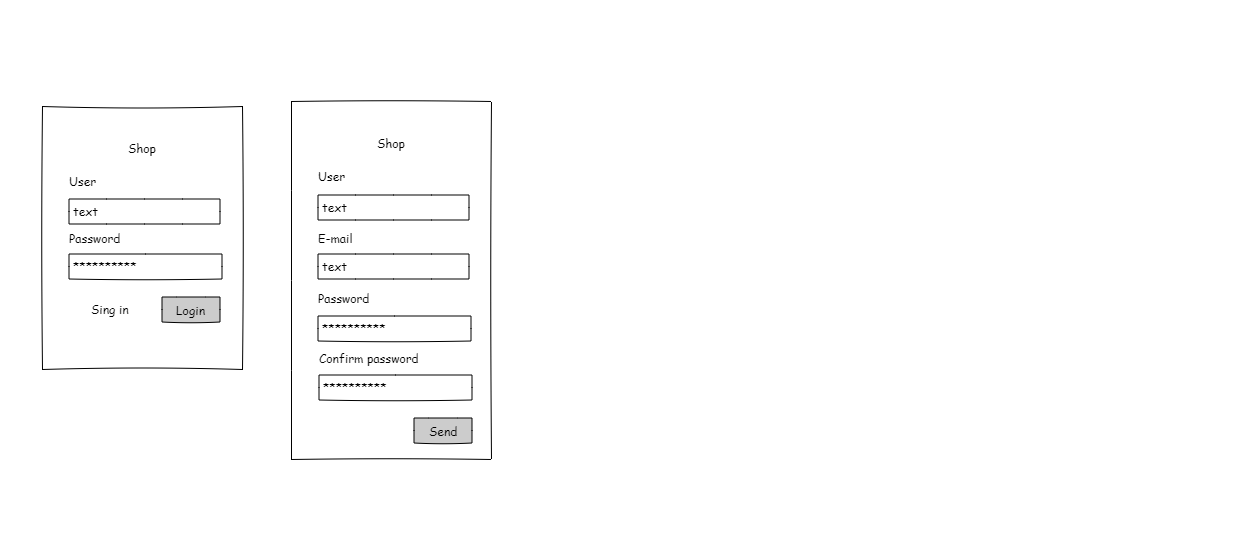 Shop
User
text
Password
**********
Sing in Login
Shop
User
text
E-mail
text
Password
**********
Confirm password
**********
Send